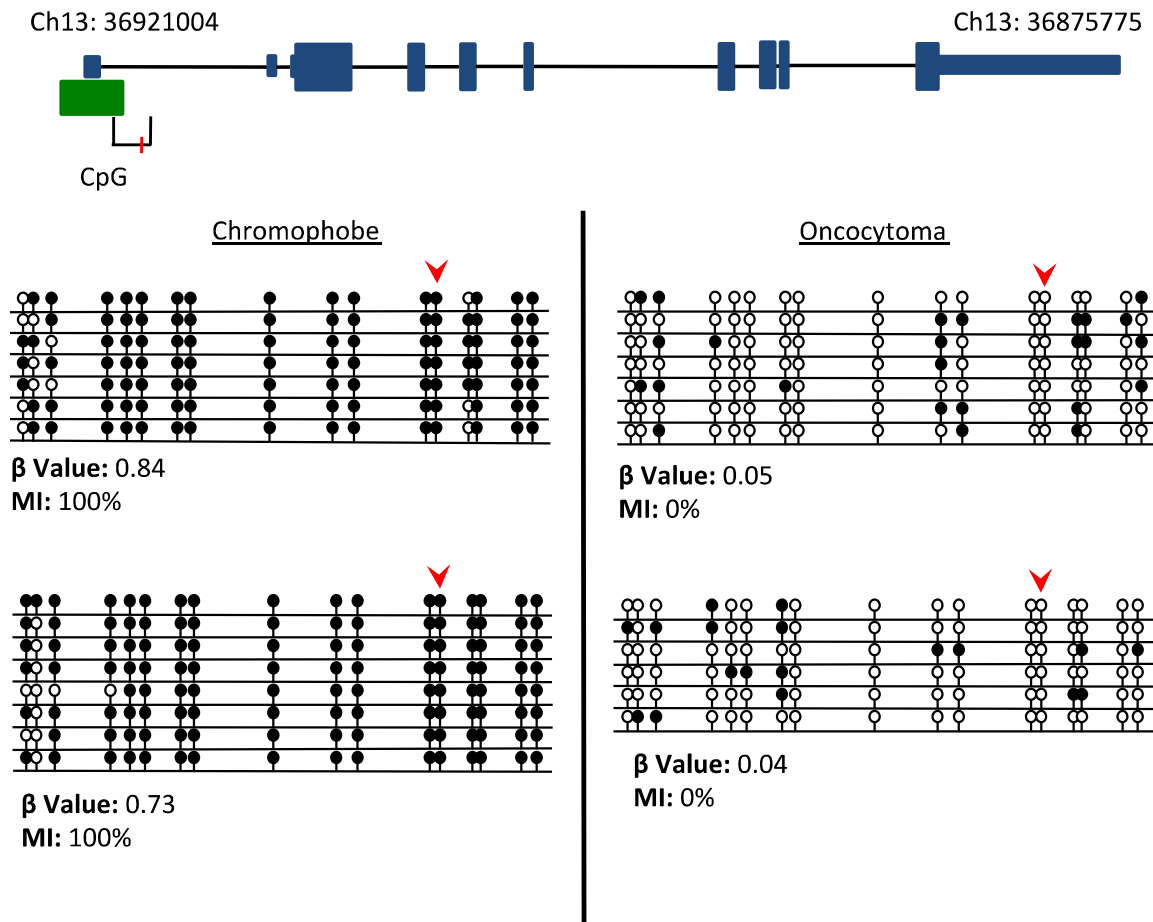 Ch13: 36921004
Ch13: 36875775
CpG
Chromophobe
Oncocytoma
β Value: 0.84
MI: 100%
β Value: 0.05
MI: 0%
β Value: 0.73
MI: 100%
β Value: 0.04
MI: 0%